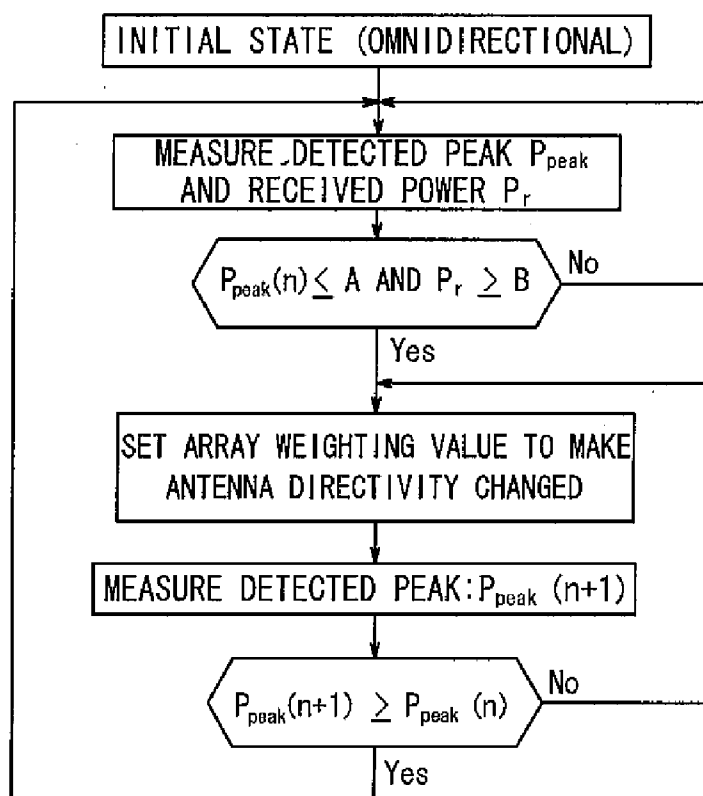 INITIAL STATE (OMNIDIRECTIONAL)
MEASURE DETECTED PEAK Ppeak
AND RECEIVED POWER Pr
Ppeak(n) ≤ A AND Pr ≥ B
No
Yes
SET ARRAY WEIGHTING VALUE TO MAKE
ANTENNA DIRECTIVITY CHANGED
MEASURE DETECTED PEAK:Ppeak (n+1)
Ppeak(n+1) ≥ Ppeak (n)
No
Yes